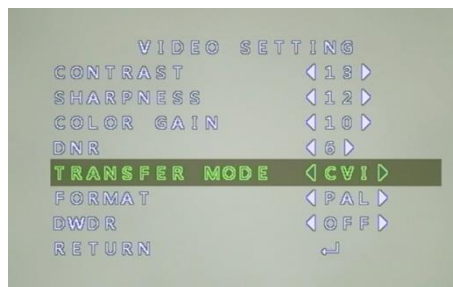 VIDEO SETTING
CONTRAST 13
SHARPNESS 12
COLOR GAIN 10
DNR 6
TRANSFER MODE CVI
FORMAT PAL
DWDR OFF
RETURN